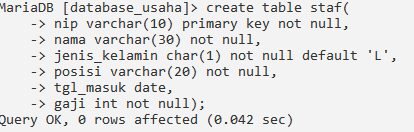 MariaDB [database_usaha]> create table staf(
    -> nip varchar(10) primary key not null,
    -> nama varchar(30) not null,
    -> jenis_kelamin char(1) not null default 'L',
    -> posisi varchar(20) not null,
    -> tgl_masuk date,
    -> gaji int not null);
Query OK, 0 rows affected (0.042 sec)